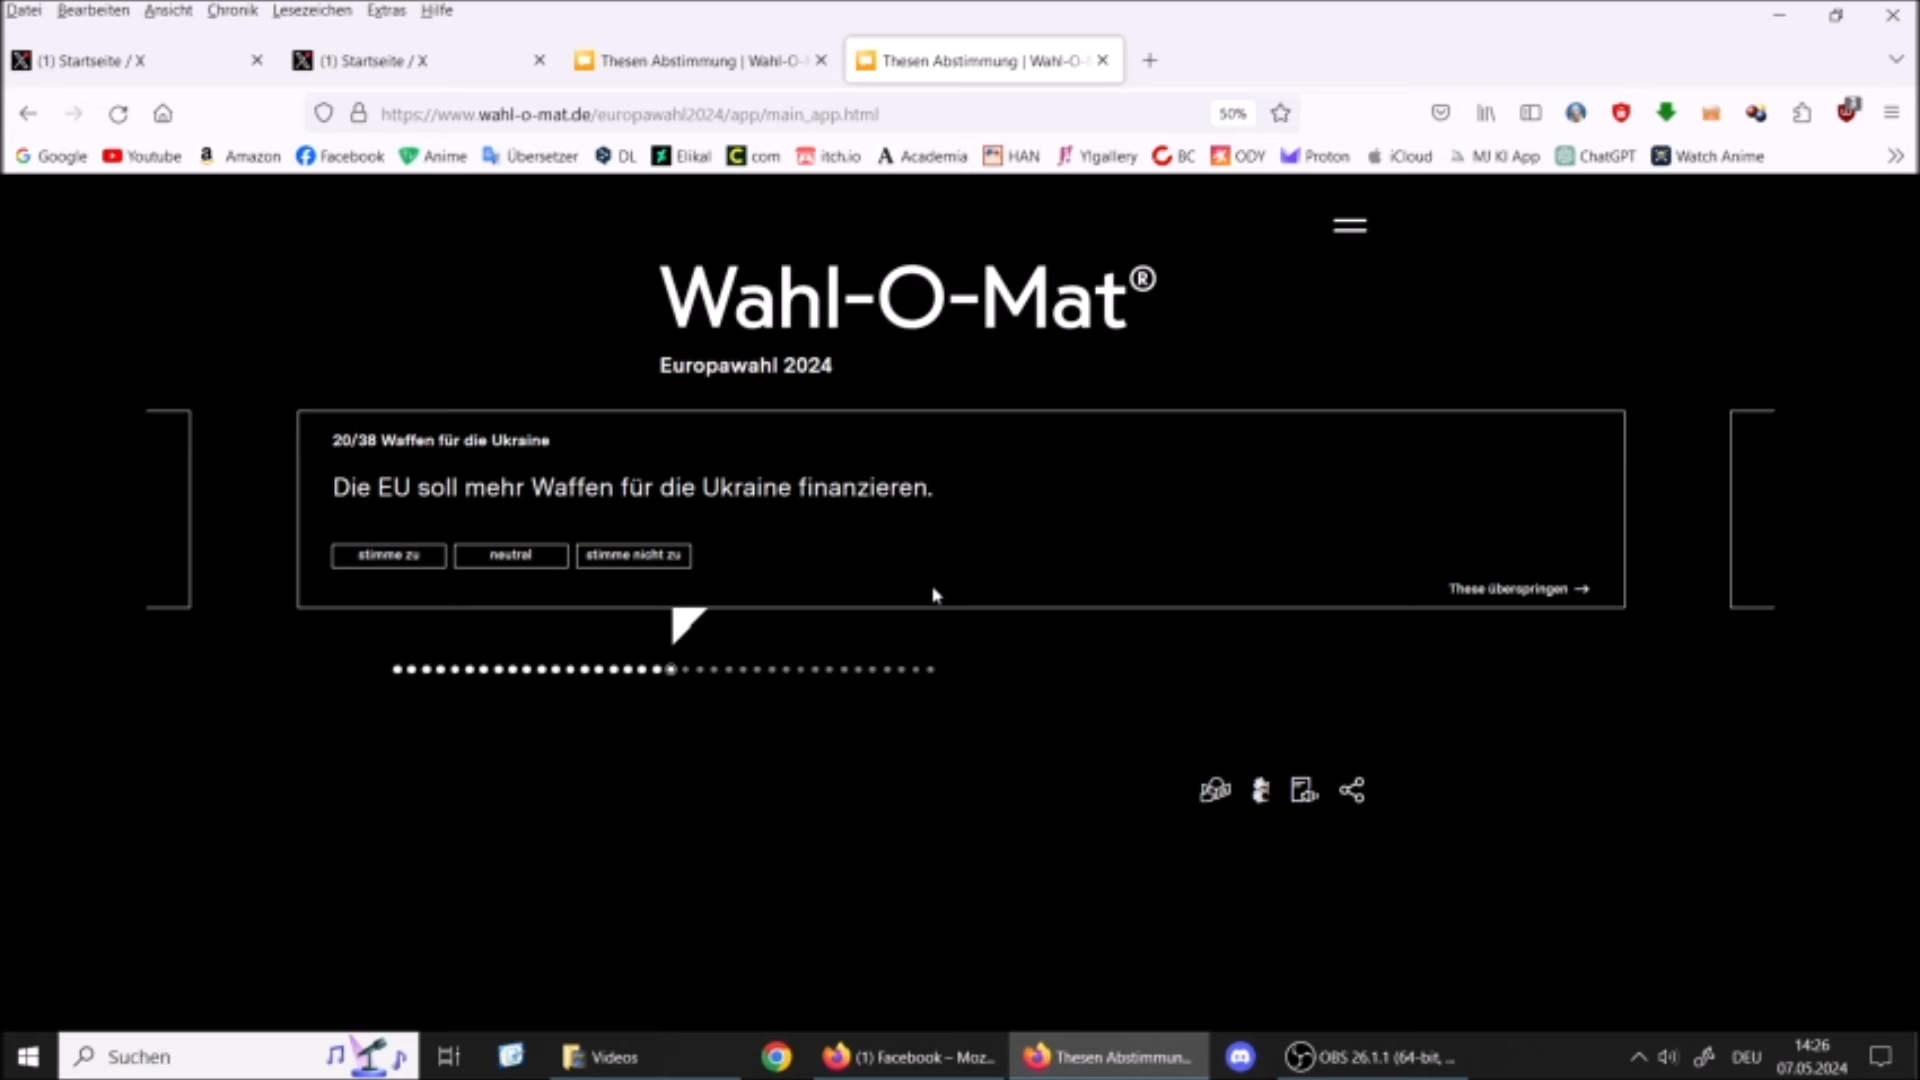 Datei Bearbeiten Ansicht Chronik Lesezeichen Extras Hilfe
(1) Startseite / X
(1) Startseite / X
Thesen Abstimmung | Wahl-O-
Thesen Abstimmung | Wahl-O-
https://www.wahl-o-mat.de/europawahl2024/app/main_app.html
50%
Google Youtube Amazon Facebook Anime Übersetzer DL Elikal com itch.io Academia HAN Y!gallery BC ODY Proton iCloud MJ KI App ChatGPT Watch Anime
Wahl-O-Mat®
Europawahl 2024
20/38 Waffen für die Ukraine
Die EU soll mehr Waffen für die Ukraine finanzieren.
stimme zu neutral stimme nicht zu
These überspringen →
Suchen
Videos
(1) Facebook – Moz...
Thesen Abstimmun...
OBS 26.1.1 (64-bit, ...
DEU
14:26
07.05.2024